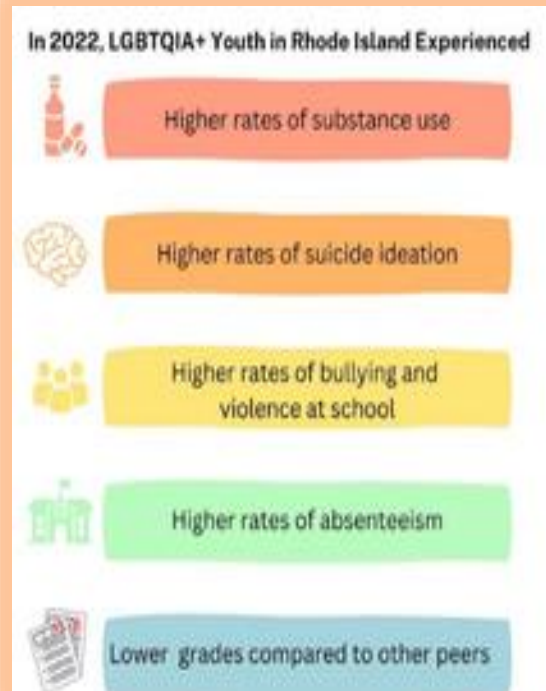 In 2022, LGBTQIA+ Youth in Rhode Island Experienced
Higher rates of substance use
Higher rates of suicide ideation
Higher rates of bullying and
violence at school
Higher rates of absenteeism
Lower grades compared to other peers